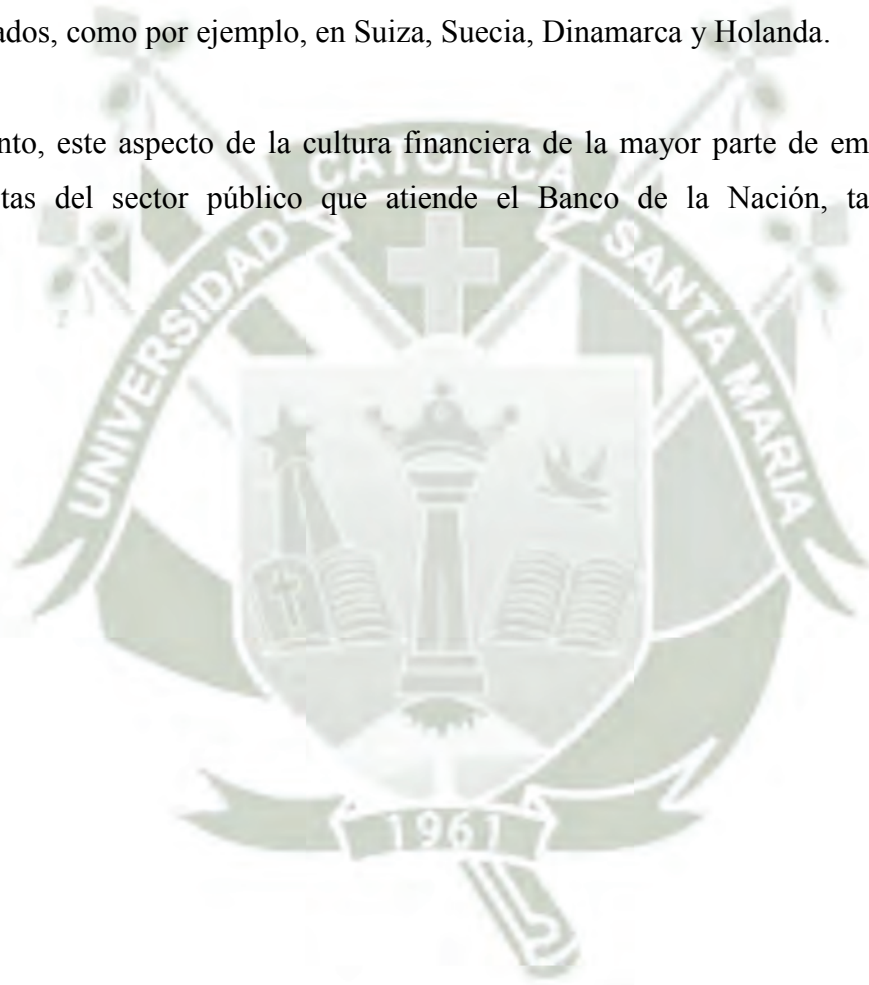 ados, como por ejemplo, en Suiza, Suecia, Dinamarca y Holanda.
nto, este aspecto de la cultura financiera de la mayor parte de em
tas del sector público que atiende el Banco de la Nación, ta
UNIVERSIDAD CATOLICA SANTA MARIA
1961